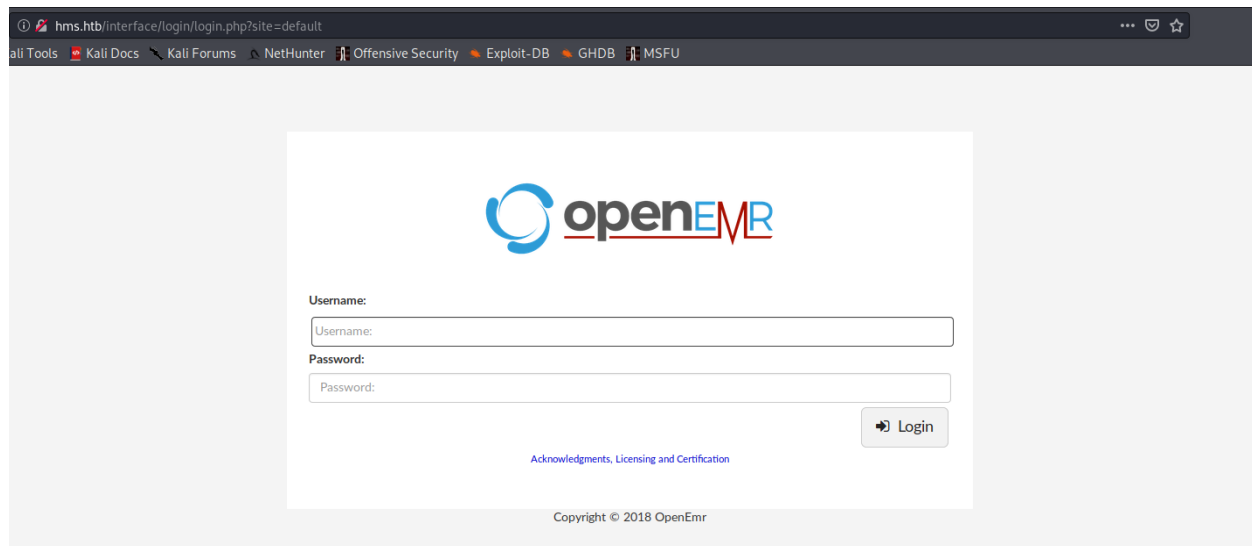 hms.htb/interface/login/login.php?site=default
ali Tools Kali Docs Kali Forums NetHunter Offensive Security Exploit-DB GHDB MSFU
openEMR
Username:
Username:
Password:
Password:
Login
Acknowledgments, Licensing and Certification
Copyright © 2018 OpenEmr